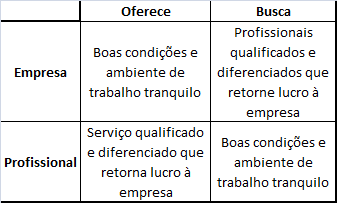 Oferece Busca
Empresa
Boas condições e
ambiente de
trabalho tranquilo
Profissionais
qualificados e
diferenciados que
retorne lucro à
empresa
Profissional
Serviço qualificado
e diferenciado que
retorna lucro à
empresa
Boas condições e
ambiente de
trabalho tranquilo